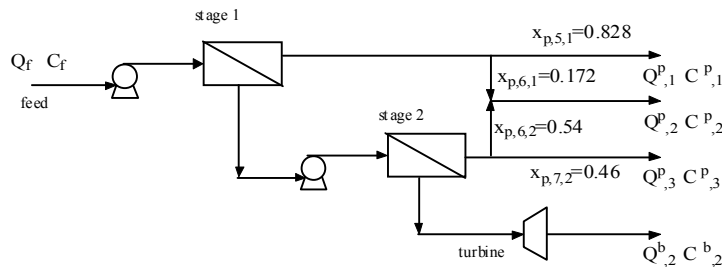 stage 1
x_{p,5,1}=0.828
Q_f C_f
feed
x_{p,6,1}=0.172
Q^p_{,1} C^p_{,1}
stage 2
x_{p,6,2}=0.54
Q^p_{,2} C^p_{,2}
x_{p,7,2}=0.46
Q^p_{,3} C^p_{,3}
turbine
Q^b_{,2} C^b_{,2}